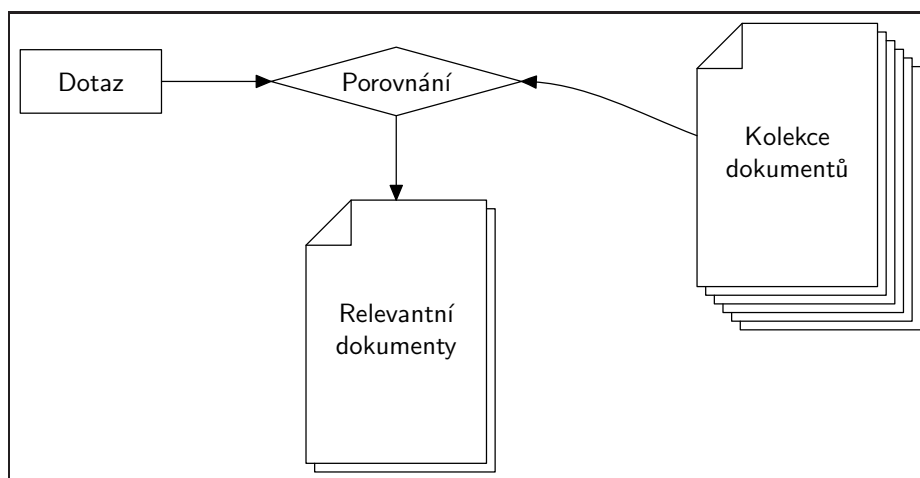 Dotaz
Porovnání
Kolekce
dokumentů
Relevantní
dokumenty